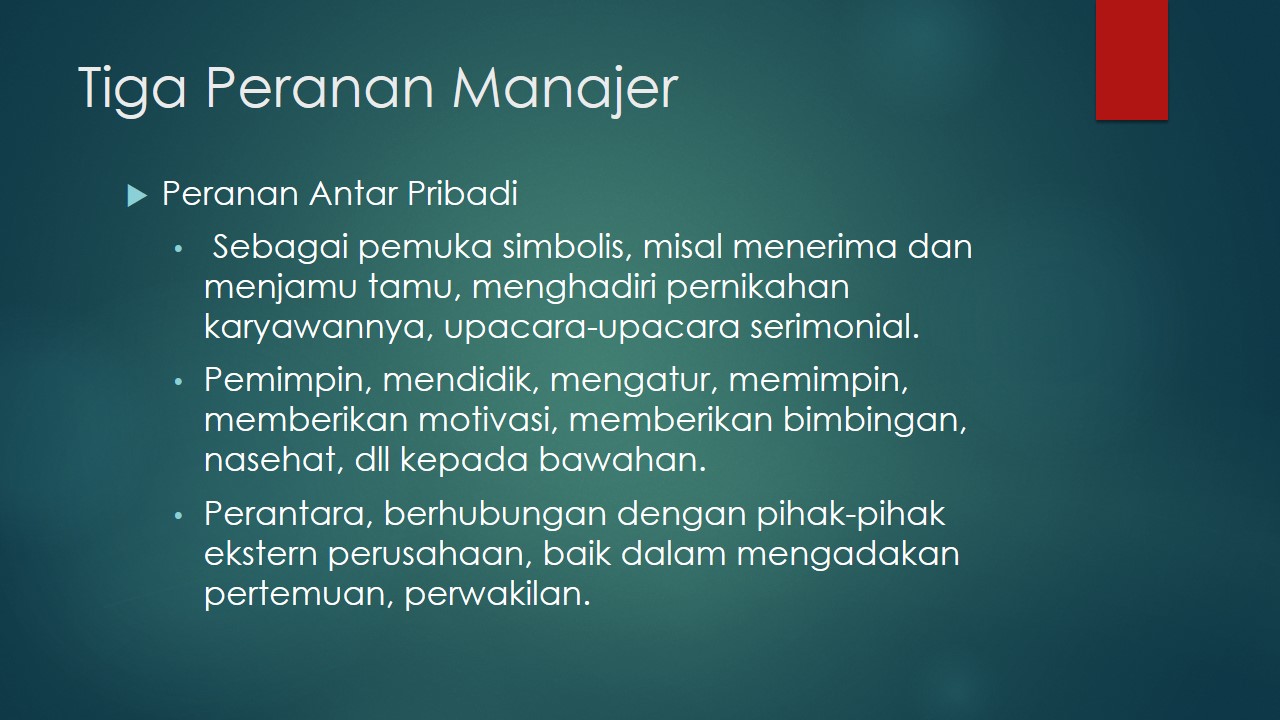 Tiga Peranan Manajer
Peranan Antar Pribadi
Sebagai pemuka simbolis, misal menerima dan
menjamu tamu, menghadiri pernikahan
karyawannya, upacara-upacara serimonial.
Pemimpin, mendidik, mengatur, memimpin,
memberikan motivasi, memberikan bimbingan,
nasehat, dll kepada bawahan.
Perantara, berhubungan dengan pihak-pihak
ekstern perusahaan, baik dalam mengadakan
pertemuan, perwakilan.